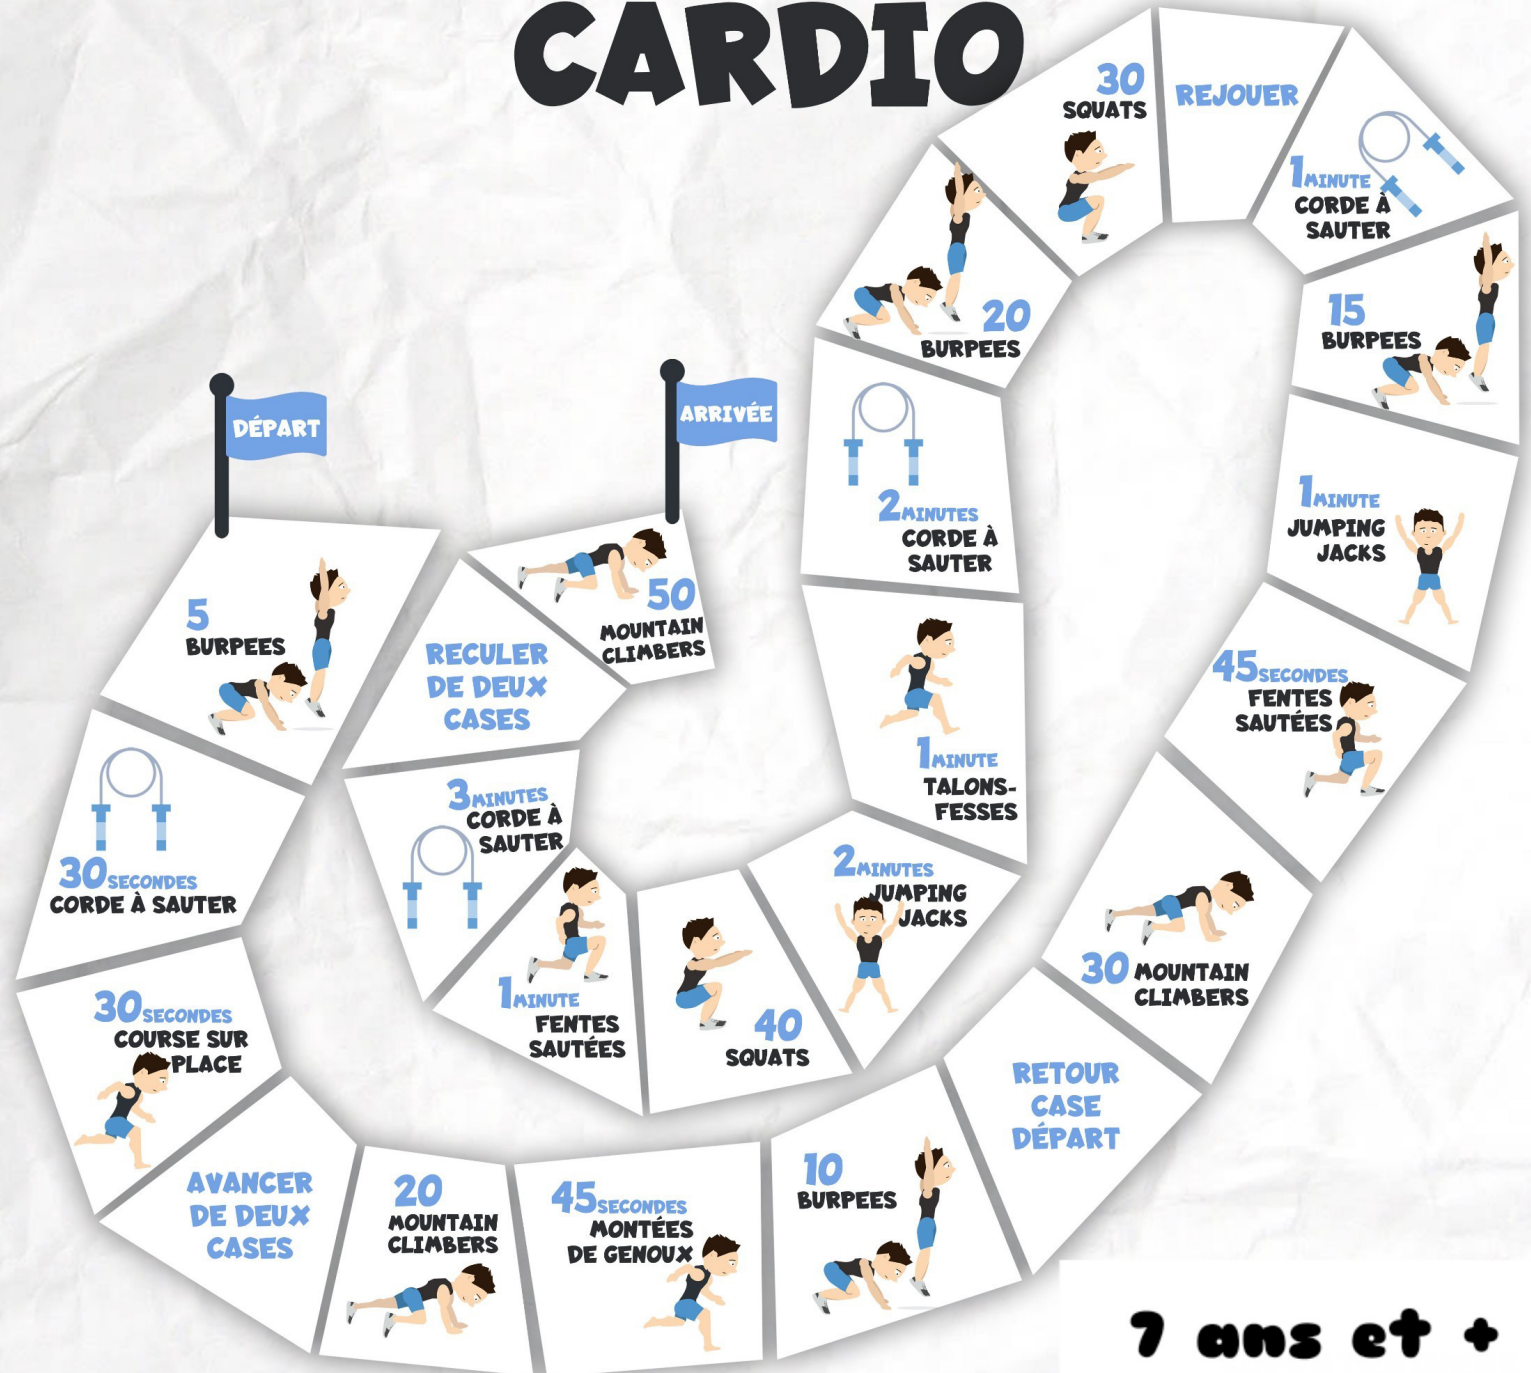 CARDIO
DÉPART
5
BURPEES
30 SECONDES
CORDE À SAUTER
30 SECONDES
COURSE SUR
PLACE
AVANCER
DE DEUX
CASES
20
MOUNTAIN
CLIMBERS
45 SECONDES
MONTÉES
DE GENOUX
10
BURPEES
RETOUR
CASE
DÉPART
30 MOUNTAIN
CLIMBERS
45 SECONDES
FENTES
SAUTÉES
1 MINUTE
JUMPING
JACKS
15
BURPEES
1 MINUTE
CORDE À
SAUTER
REJOUER
30
SQUATS
20
BURPEES
2 MINUTES
CORDE À
SAUTER
1 MINUTE
TALONS-
FESSES
2 MINUTES
JUMPING
JACKS
40
SQUATS
1 MINUTE
FENTES
SAUTÉES
3 MINUTES
CORDE À
SAUTER
RECULER
DE DEUX
CASES
50
MOUNTAIN
CLIMBERS
ARRIVÉE
7 ans et +